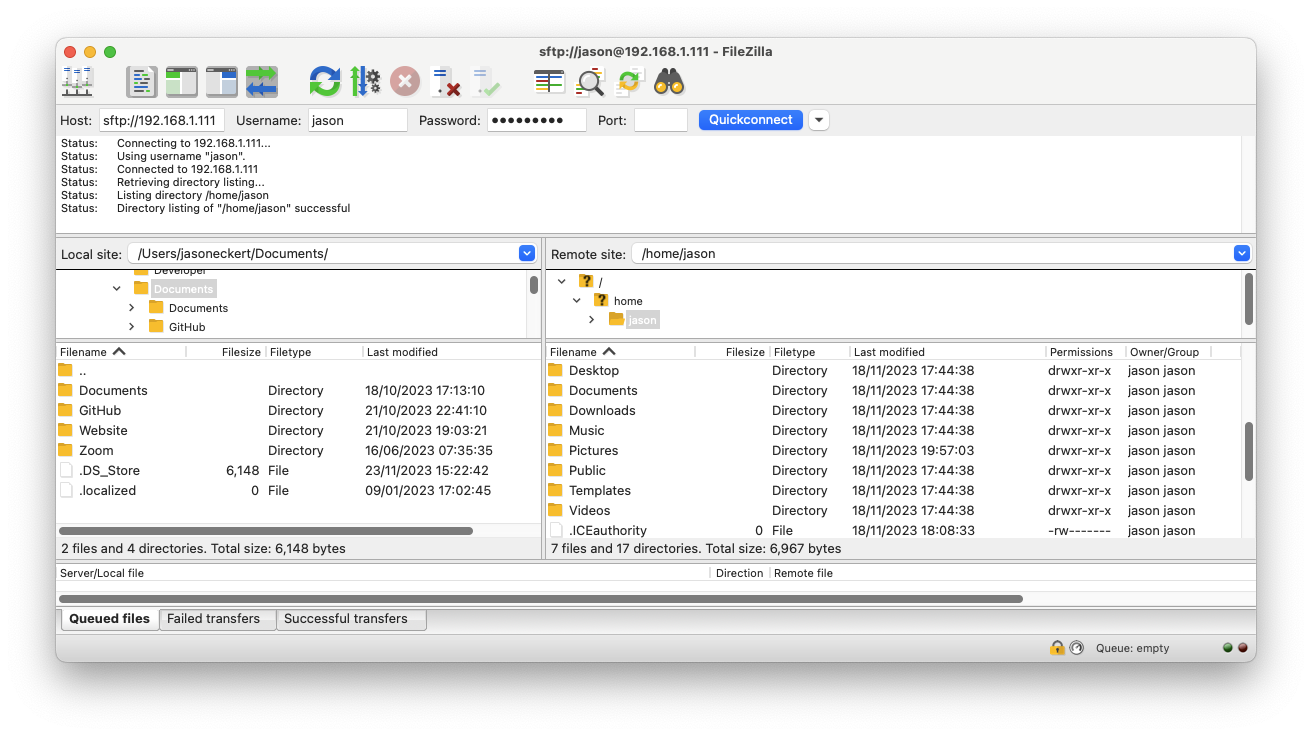 sftp://jason@192.168.1.111 - FileZilla
Host: sftp://192.168.1.111 Username: jason Password: ●●●●●●●●● Port: Quickconnect
Status: Connecting to 192.168.1.111...
Status: Using username "jason".
Status: Connected to 192.168.1.111
Status: Retrieving directory listing...
Status: Listing directory /home/jason
Status: Directory listing of "/home/jason" successful
Local site: /Users/jasoneckert/Documents/
Developer
Documents
Documents
GitHub
Filename Filesize Filetype Last modified
..
Documents Directory 18/10/2023 17:13:10
GitHub Directory 21/10/2023 22:41:10
Website Directory 21/10/2023 19:03:21
Zoom Directory 16/06/2023 07:35:35
.DS_Store 6,148 File 23/11/2023 15:22:42
.localized 0 File 09/01/2023 17:02:45
2 files and 4 directories. Total size: 6,148 bytes
Remote site: /home/jason
? /
? home
jason
Filename Filesize Filetype Last modified Permissions Owner/Group
Desktop Directory 18/11/2023 17:44:38 drwxr-xr-x jason jason
Documents Directory 18/11/2023 17:44:38 drwxr-xr-x jason jason
Downloads Directory 18/11/2023 17:44:38 drwxr-xr-x jason jason
Music Directory 18/11/2023 17:44:38 drwxr-xr-x jason jason
Pictures Directory 18/11/2023 19:57:03 drwxr-xr-x jason jason
Public Directory 18/11/2023 17:44:38 drwxr-xr-x jason jason
Templates Directory 18/11/2023 17:44:38 drwxr-xr-x jason jason
Videos Directory 18/11/2023 17:44:38 drwxr-xr-x jason jason
.ICEauthority 0 File 18/11/2023 18:08:33 -rw------- jason jason
7 files and 17 directories. Total size: 6,967 bytes
Server/Local file Direction Remote file
Queued files Failed transfers Successful transfers
Queue: empty